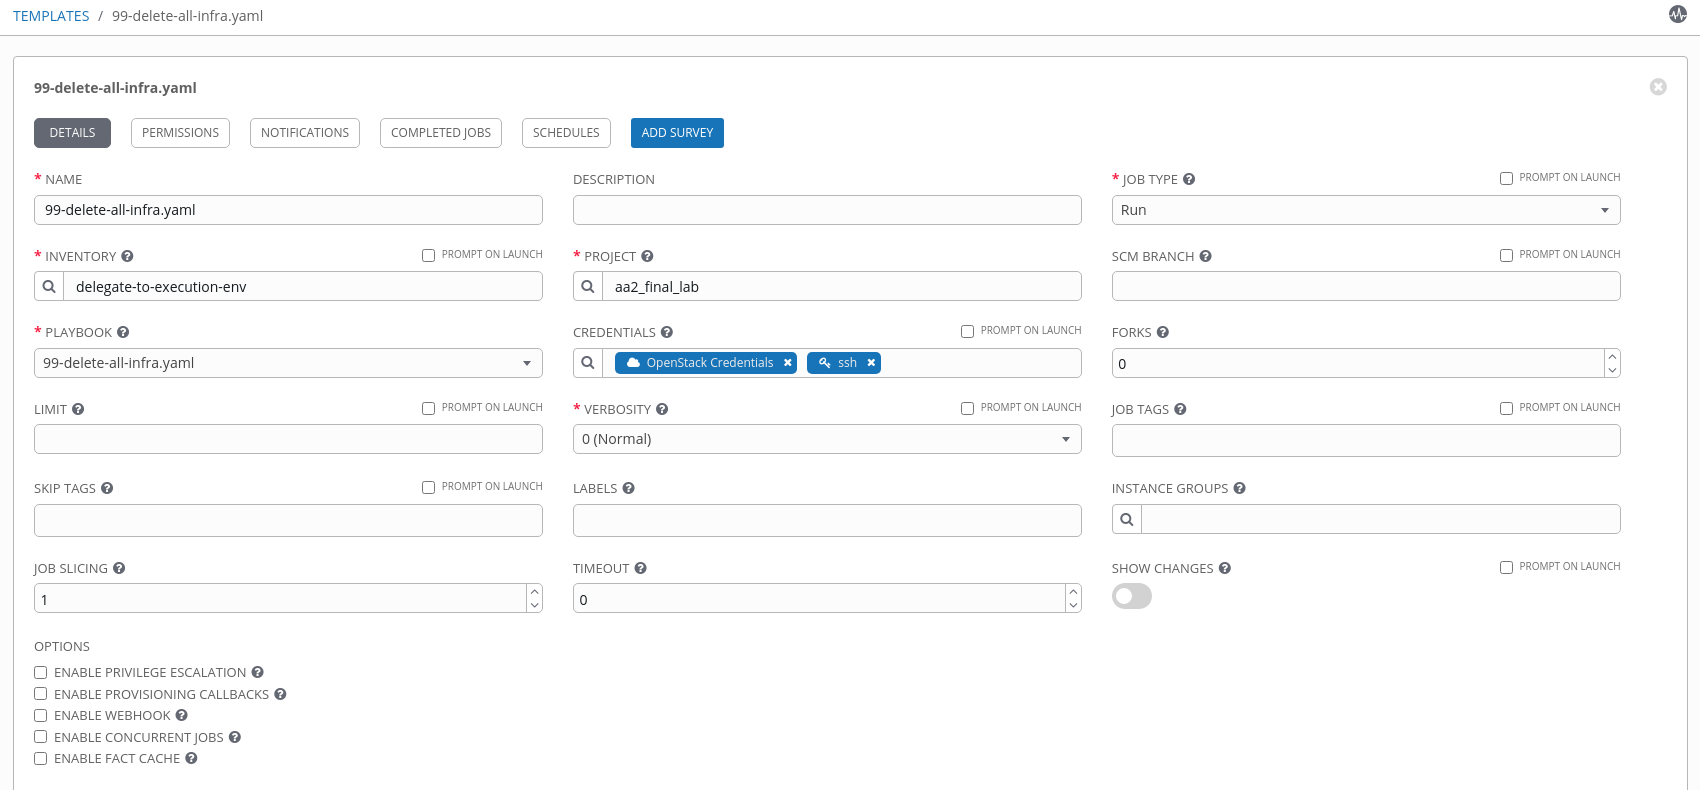 TEMPLATES / 99-delete-all-infra.yaml
99-delete-all-infra.yaml
DETAILS PERMISSIONS NOTIFICATIONS COMPLETED JOBS SCHEDULES ADD SURVEY
* NAME DESCRIPTION * JOB TYPE PROMPT ON LAUNCH
99-delete-all-infra.yaml Run
* INVENTORY PROMPT ON LAUNCH * PROJECT SCM BRANCH PROMPT ON LAUNCH
delegate-to-execution-env aa2_final_lab
* PLAYBOOK CREDENTIALS PROMPT ON LAUNCH FORKS
99-delete-all-infra.yaml OpenStack Credentials ssh 0
LIMIT PROMPT ON LAUNCH * VERBOSITY PROMPT ON LAUNCH JOB TAGS PROMPT ON LAUNCH
0 (Normal)
SKIP TAGS PROMPT ON LAUNCH LABELS INSTANCE GROUPS
JOB SLICING TIMEOUT SHOW CHANGES PROMPT ON LAUNCH
1 0
OPTIONS
ENABLE PRIVILEGE ESCALATION
ENABLE PROVISIONING CALLBACKS
ENABLE WEBHOOK
ENABLE CONCURRENT JOBS
ENABLE FACT CACHE